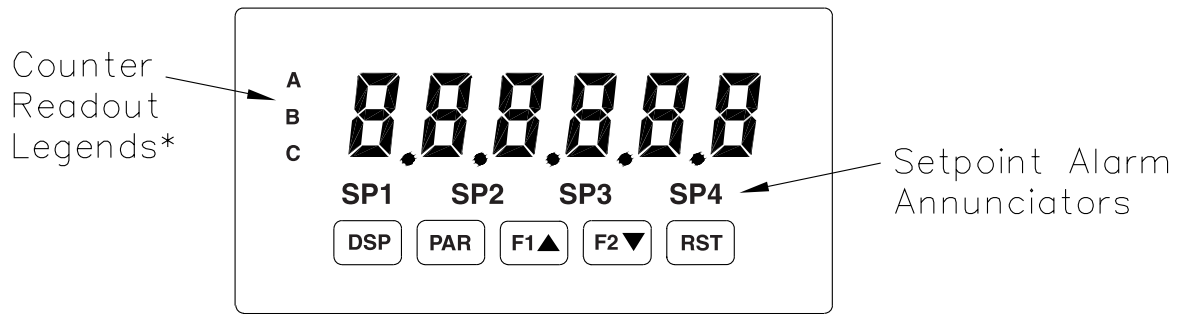 Counter
Readout
Legends*
A
B
C
8.8.8.8.8.8
SP1 SP2 SP3 SP4
DSP PAR F1▲ F2▼ RST
Setpoint Alarm
Annunciators